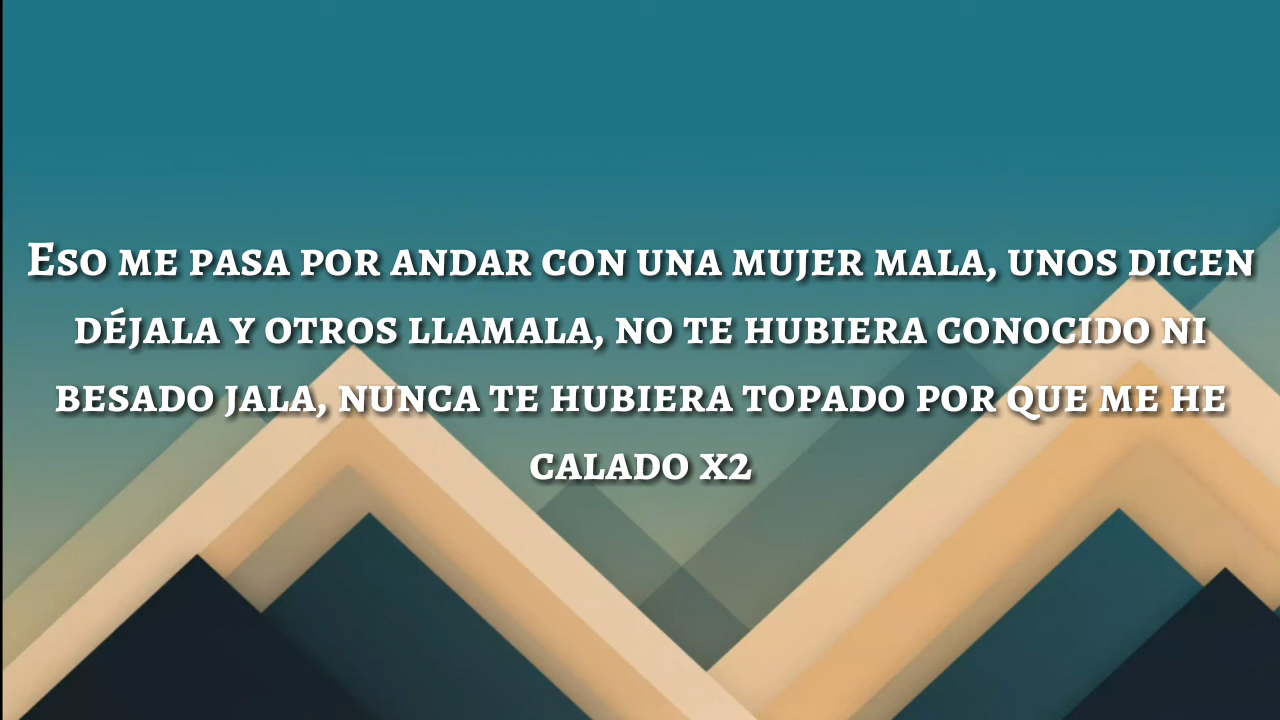 Eso me pasa por andar con una mujer mala, unos dicen
déjala y otros llamala, no te hubiera conocido ni
besado jala, nunca te hubiera topado por que me he
calado x2